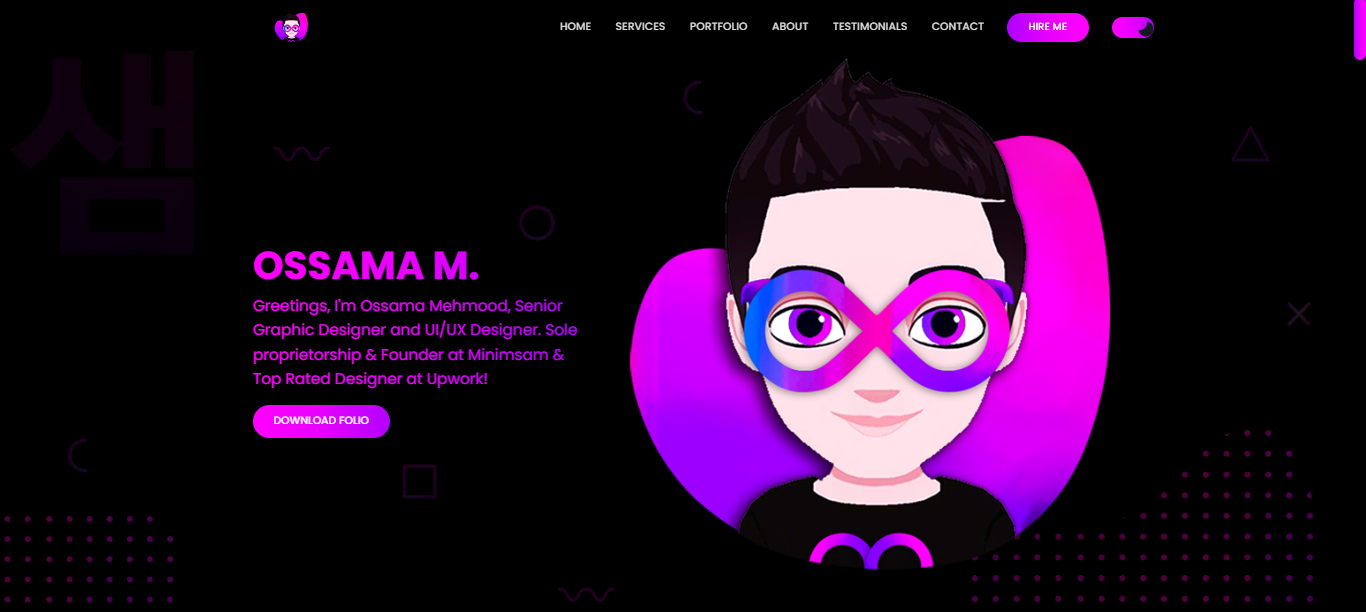 HOME
SERVICES
PORTFOLIO
ABOUT
TESTIMONIALS
CONTACT
HIRE ME
샘
OSSAMA M.
Greetings, I'm Ossama Mehmood, Senior
Graphic Designer and UI/UX Designer. Sole
proprietorship & Founder at Minimsam &
Top Rated Designer at Upwork!
DOWNLOAD FOLIO